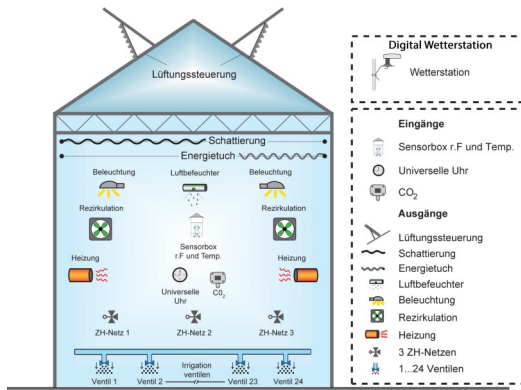 Lüftungssteuerung
Schattierung
Energietuch
Beleuchtung
Luftbefeuchter
Beleuchtung
Rezirkulation
Rezirkulation
Sensorbox
r.F und Temp.
Heizung
Heizung
Universelle
Uhr
C0₂
ZH-Netz 1
ZH-Netz 2
ZH-Netz 3
Irrigation
ventilen
Ventil 1
Ventil 2
Ventil 23
Ventil 24
Digital Wetterstation
Wetterstation
Eingänge
Sensorbox r.F und Temp.
Universelle Uhr
CO₂
Ausgänge
Lüftungssteuerung
Schattierung
Energietuch
Luftbefeuchter
Beleuchtung
Rezirkulation
Heizung
3 ZH-Netzen
1...24 Ventilen